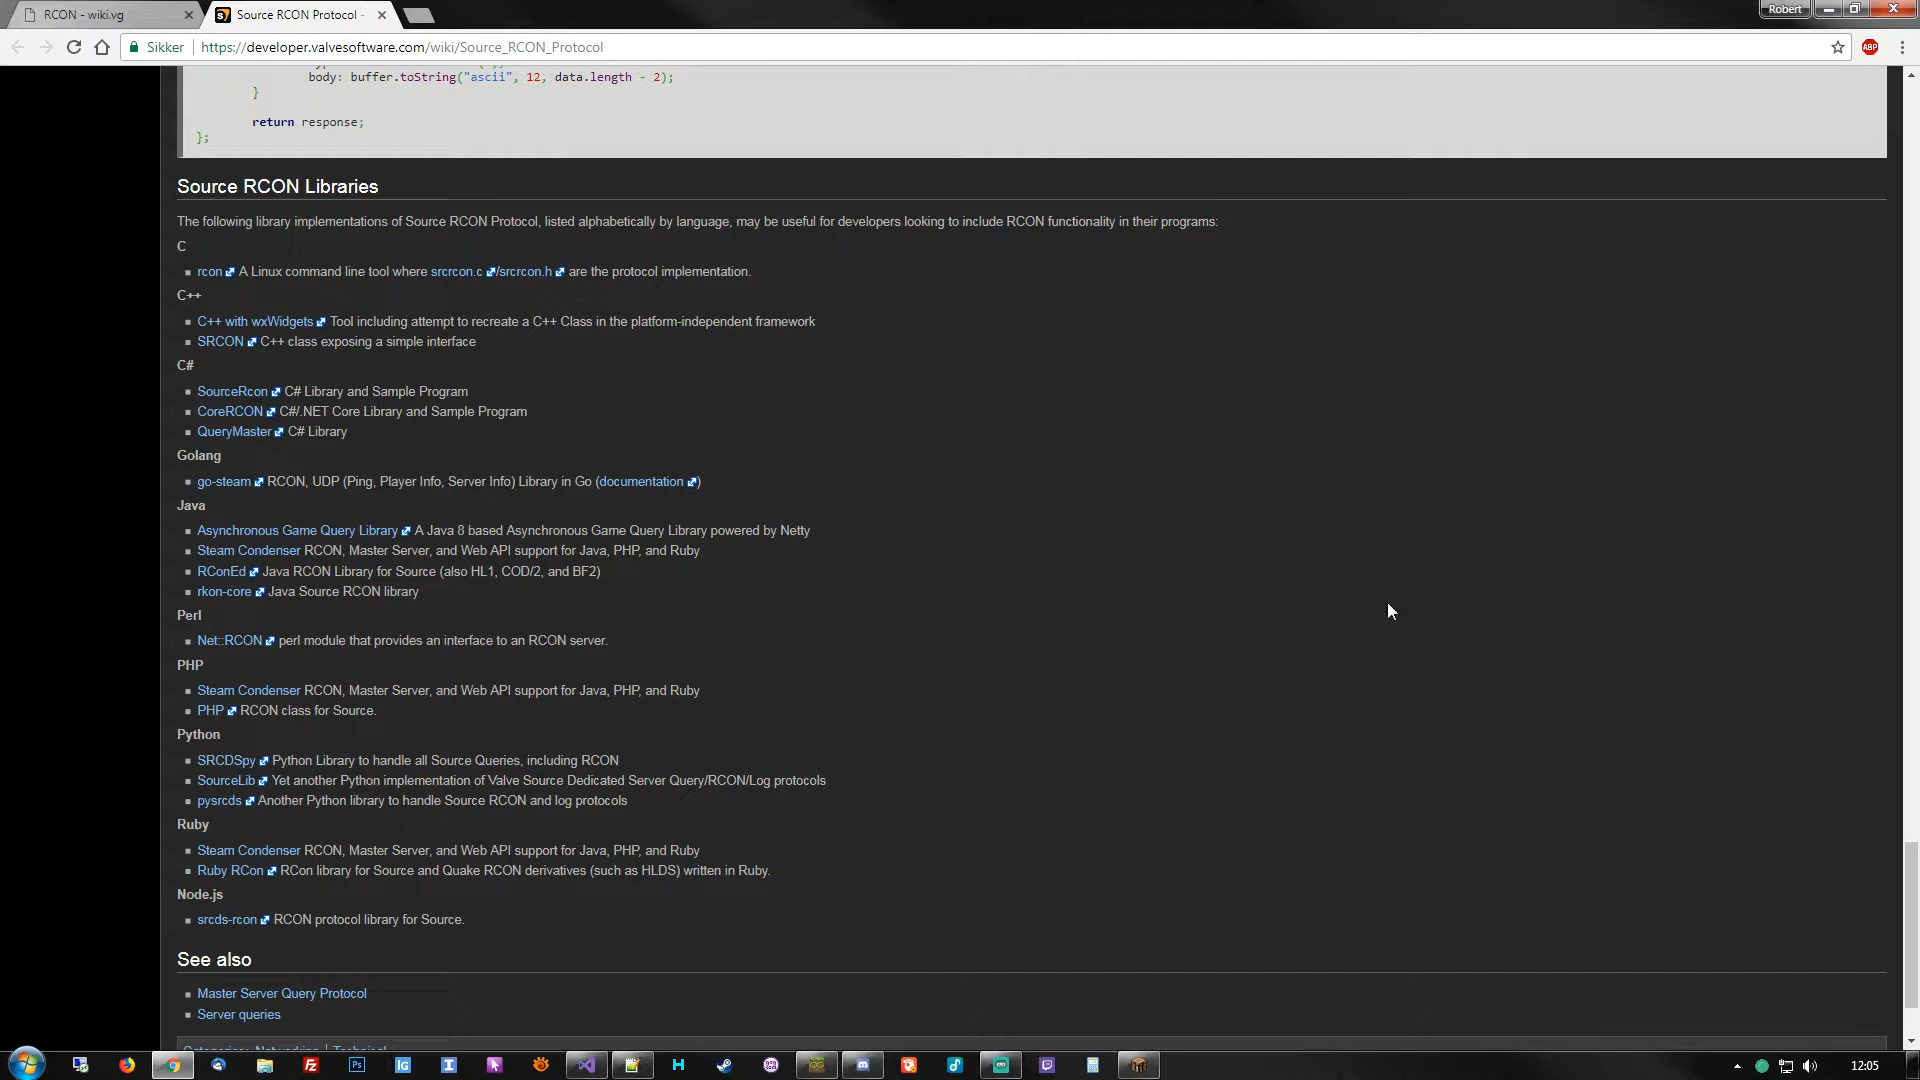 RCON - wiki.vg
Source RCON Protocol -
Robert
Sikker
https://developer.valvesoftware.com/wiki/Source_RCON_Protocol
ABP
body: buffer.toString("ascii", 12, data.length - 2);
}
return response;
};
Source RCON Libraries
The following library implementations of Source RCON Protocol, listed alphabetically by language, may be useful for developers looking to include RCON functionality in their programs:
C
rcon A Linux command line tool where srcrcon.c /srcrcon.h are the protocol implementation.
C++
C++ with wxWidgets Tool including attempt to recreate a C++ Class in the platform-independent framework
SRCON C++ class exposing a simple interface
C#
SourceRcon C# Library and Sample Program
CoreRCON C#/.NET Core Library and Sample Program
QueryMaster C# Library
Golang
go-steam RCON, UDP (Ping, Player Info, Server Info) Library in Go (documentation )
Java
Asynchronous Game Query Library A Java 8 based Asynchronous Game Query Library powered by Netty
Steam Condenser RCON, Master Server, and Web API support for Java, PHP, and Ruby
RConEd Java RCON Library for Source (also HL1, COD/2, and BF2)
rkon-core Java Source RCON library
Perl
Net::RCON perl module that provides an interface to an RCON server.
PHP
Steam Condenser RCON, Master Server, and Web API support for Java, PHP, and Ruby
PHP RCON class for Source.
Python
SRCDSpy Python Library to handle all Source Queries, including RCON
SourceLib Yet another Python implementation of Valve Source Dedicated Server Query/RCON/Log protocols
pysrcds Another Python library to handle Source RCON and log protocols
Ruby
Steam Condenser RCON, Master Server, and Web API support for Java, PHP, and Ruby
Ruby RCon RCon library for Source and Quake RCON derivatives (such as HLDS) written in Ruby.
Node.js
srcds-rcon RCON protocol library for Source.
See also
Master Server Query Protocol
Server queries
Categories: Networking | Technical
12:05